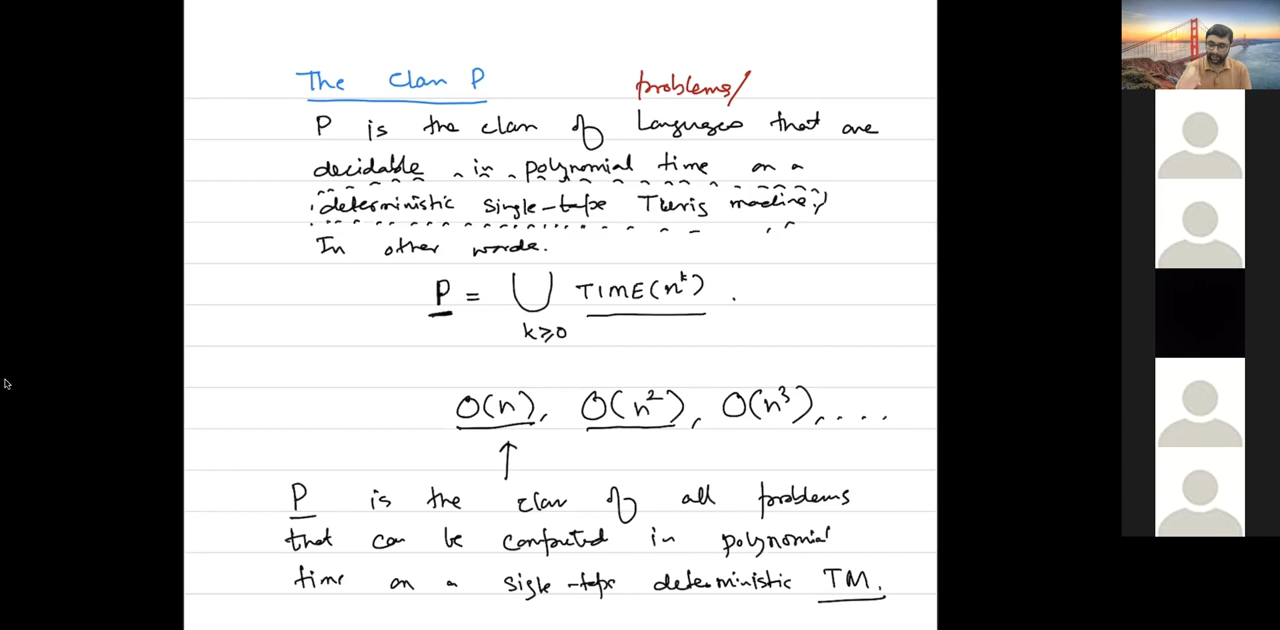 The Class P
problems/
P is the class of Languages that are
decidable in polynomial time on a
deterministic single-tape Turing machine.
In other words.
P = ⋃ TIME(n^k).
k≥0
O(n), O(n²), O(n³), ....
P is the class of all problems
that can be computed in polynomial
time on a single-tape deterministic TM.